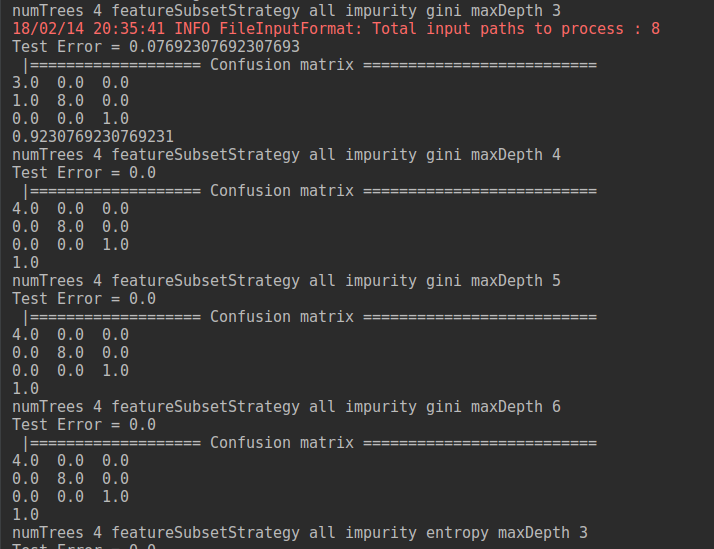 numTrees 4 featureSubsetStrategy all impurity gini maxDepth 3
18/02/14 20:35:41 INFO FileInputFormat: Total input paths to process : 8
Test Error = 0.07692307692307693
|=================== Confusion matrix ==========================
3.0 0.0 0.0
1.0 8.0 0.0
0.0 0.0 1.0
0.9230769230769231
numTrees 4 featureSubsetStrategy all impurity gini maxDepth 4
Test Error = 0.0
|=================== Confusion matrix ==========================
4.0 0.0 0.0
0.0 8.0 0.0
0.0 0.0 1.0
1.0
numTrees 4 featureSubsetStrategy all impurity gini maxDepth 5
Test Error = 0.0
|=================== Confusion matrix ==========================
4.0 0.0 0.0
0.0 8.0 0.0
0.0 0.0 1.0
1.0
numTrees 4 featureSubsetStrategy all impurity gini maxDepth 6
Test Error = 0.0
|=================== Confusion matrix ==========================
4.0 0.0 0.0
0.0 8.0 0.0
0.0 0.0 1.0
1.0
numTrees 4 featureSubsetStrategy all impurity entropy maxDepth 3
Test Error = 0.0